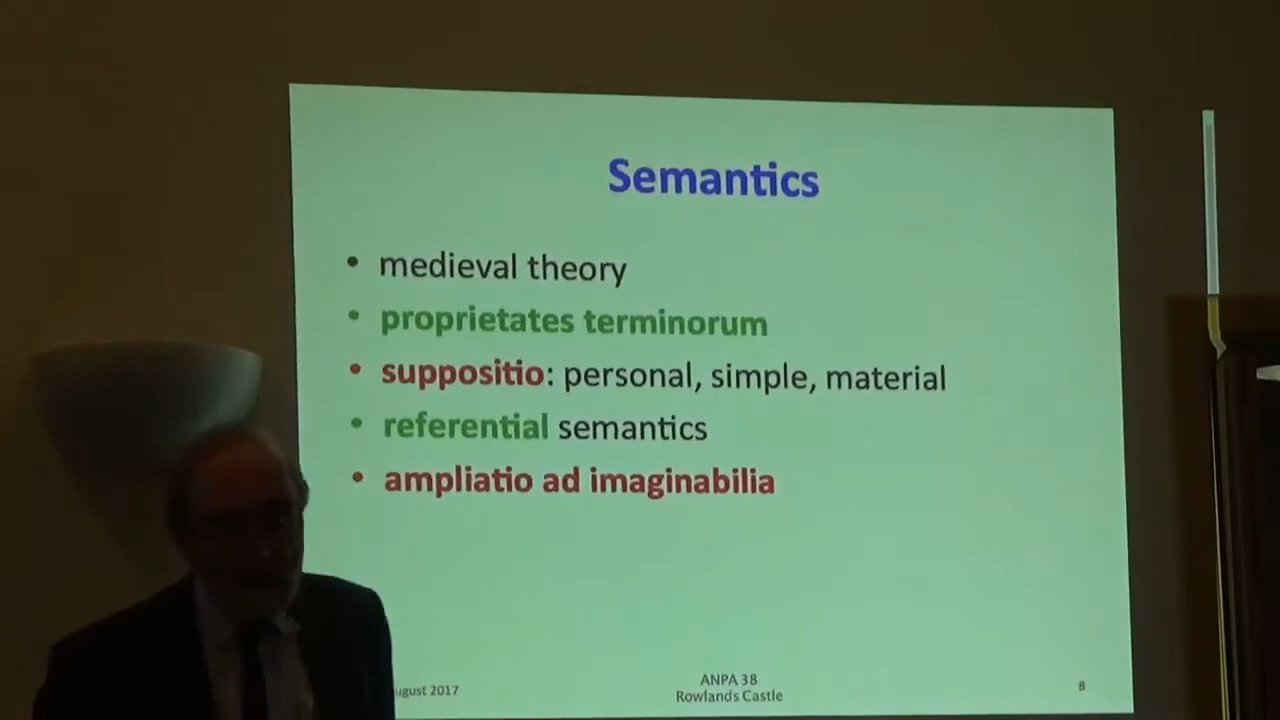 Semantics
• medieval theory
• proprietates terminorum
• suppositio: personal, simple, material
• referential semantics
• ampliatio ad imaginabilia
2017
ANPA 38
Rowlands Castle
8